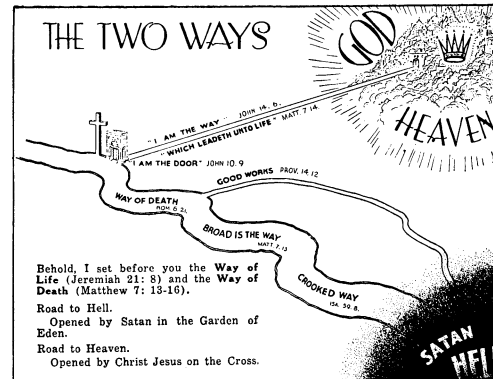 THE TWO WAYS
GOD
HEAVEN
"I AM THE WAY" JOHN 14, 6.
"WHICH LEADETH UNTO LIFE" MATT. 7 14.
"I AM THE DOOR" JOHN 10. 9
GOOD WORKS PROV. 14. 12
WAY OF DEATH
ROM. 6. 21.
BROAD IS THE WAY
MATT. 7. 13
CROOKED WAY
ISA. 59. 8.
Behold, I set before you the Way of
Life (Jeremiah 21: 8) and the Way of
Death (Matthew 7: 13-16).
Road to Hell.
Opened by Satan in the Garden of
Eden.
Road to Heaven.
Opened by Christ Jesus on the Cross.
SATAN
HELL